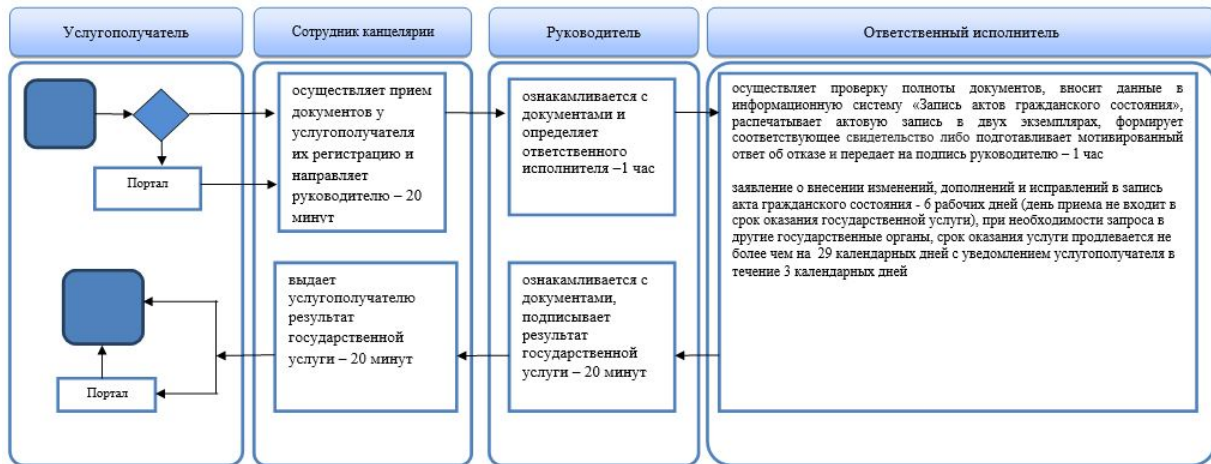 Услугополучатель
Сотрудник канцелярии
Руководитель
Ответственный исполнитель
Портал
осуществляет прием
документов у
услугополучателя
их регистрацию и
направляет
руководителю – 20
минут
ознакамливается с
документами и
определяет
ответственного
исполнителя –1 час
осуществляет проверку полноты документов, вносит данные в
информационную систему «Запись актов гражданского состояния»,
распечатывает актовую запись в двух экземплярах, формирует
соответствующее свидетельство либо подготавливает мотивированный
ответ об отказе и передает на подпись руководителю – 1 час
заявление о внесении изменений, дополнений и исправлений в запись
акта гражданского состояния - 6 рабочих дней (день приема не входит в
срок оказания государственной услуги), при необходимости запроса в
другие государственные органы, срок оказания услуги продлевается не
более чем на 29 календарных дней с уведомлением услугополучателя в
течение 3 календарных дней
Портал
выдает
услугополучателю
результат
государственной
услуги – 20 минут
ознакамливается с
документами,
подписывает
результат
государственной
услуги – 20 минут